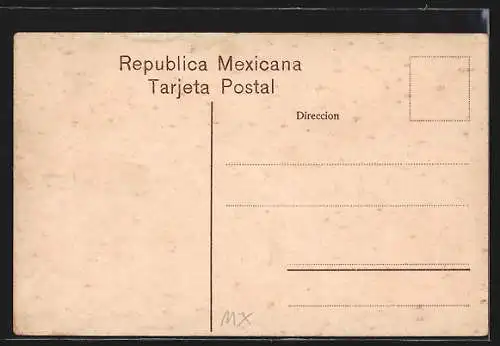 Republica Mexicana
Tarjeta Postal
Direccion
MX